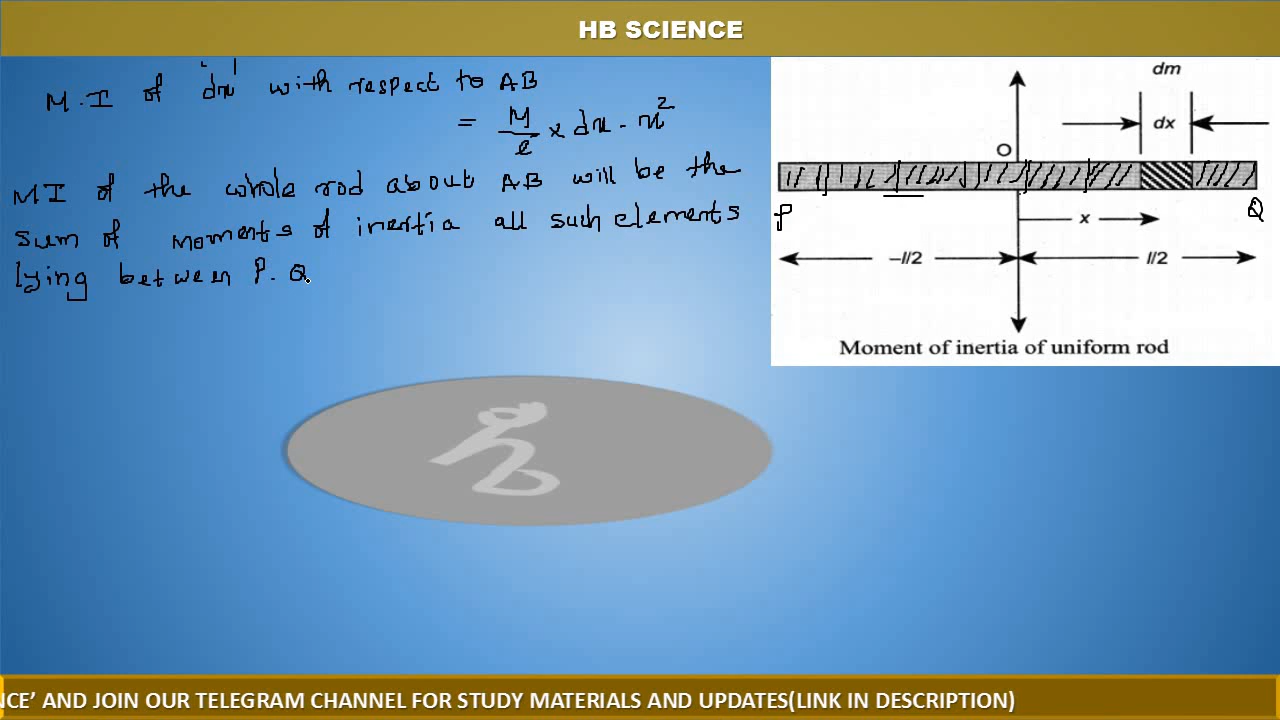 HB SCIENCE
M.I of dx with respect to AB
= M/l x dx . x²
MI of the whole rod about AB will be the
sum of moments of inertia all such elements
lying between P. Q
dm
dx
O
P
Q
x
–l/2
l/2
Moment of inertia of uniform rod
NCE’ AND JOIN OUR TELEGRAM CHANNEL FOR STUDY MATERIALS AND UPDATES(LINK IN DESCRIPTION)